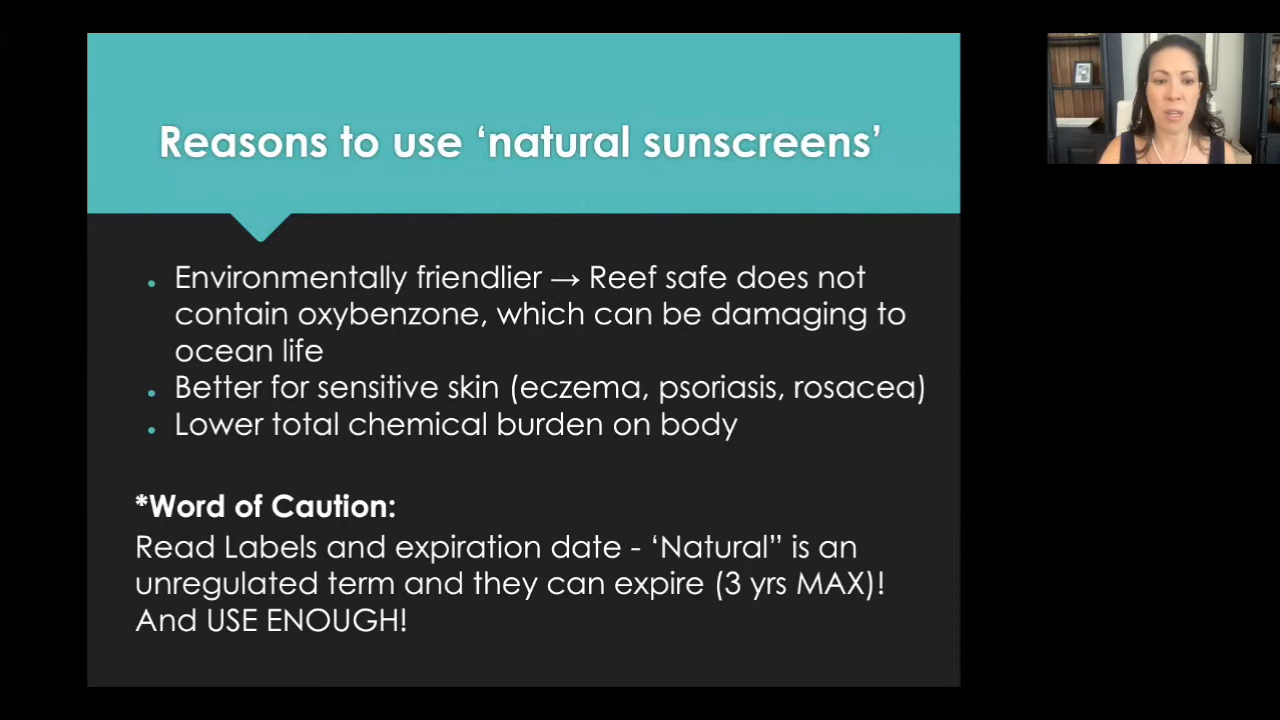 Reasons to use ‘natural sunscreens’
• Environmentally friendlier → Reef safe does not
contain oxybenzone, which can be damaging to
ocean life
• Better for sensitive skin (eczema, psoriasis, rosacea)
• Lower total chemical burden on body
*Word of Caution:
Read Labels and expiration date - ‘Natural” is an
unregulated term and they can expire (3 yrs MAX)!
And USE ENOUGH!